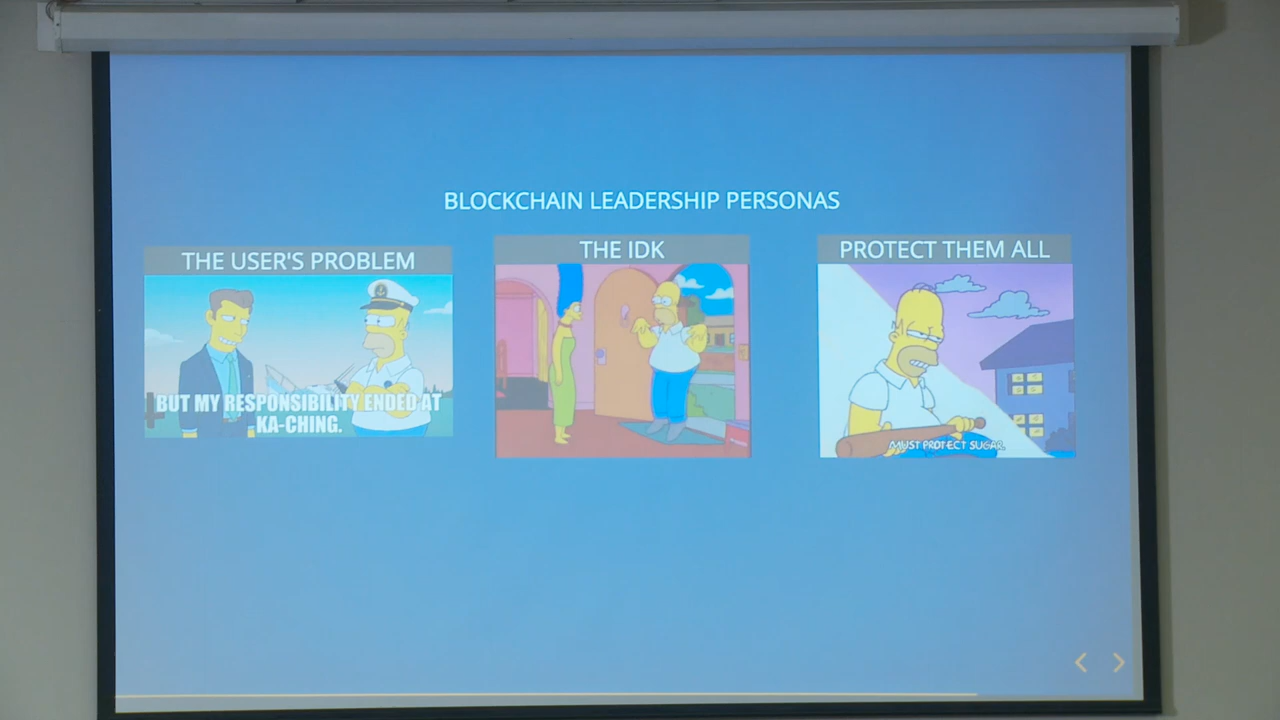 BLOCKCHAIN LEADERSHIP PERSONAS
THE USER'S PROBLEM
BUT MY RESPONSIBILITY ENDED AT
KA-CHING.
THE IDK
PROTECT THEM ALL
MUST PROTECT SUGAR.